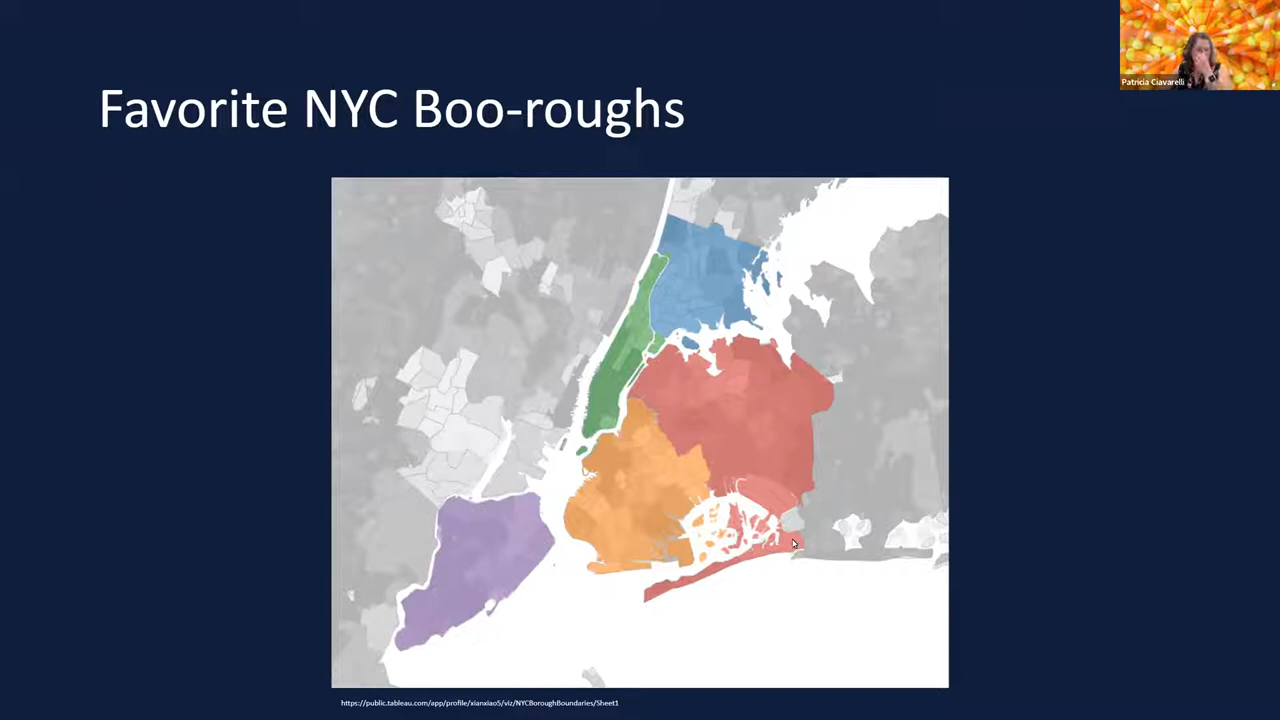 Patricia Ciavarelli
Favorite NYC Boo-roughs
https://public.tableau.com/app/profile/xianxiao5/viz/NYCBoroughBoundaries/Sheet1